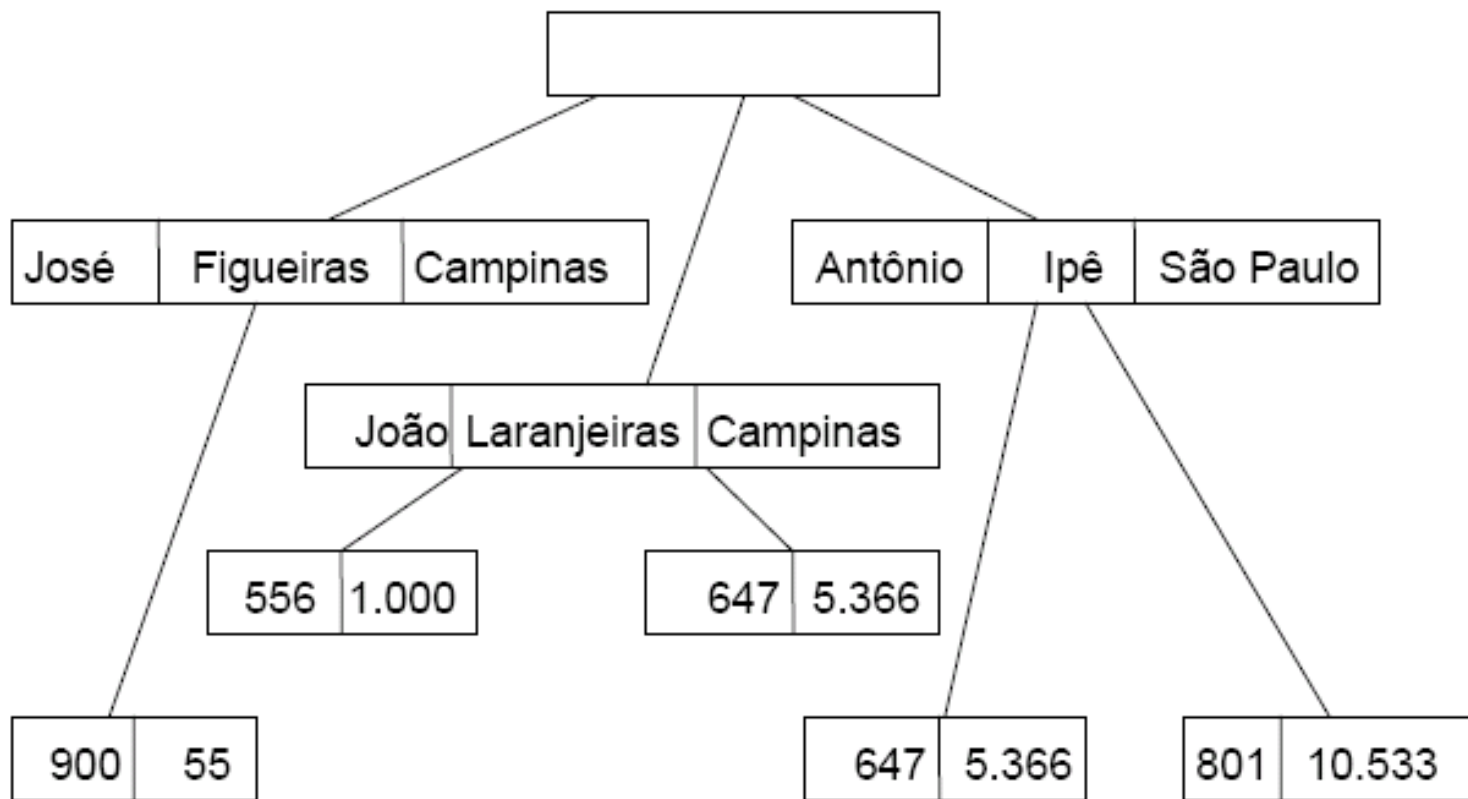 José Figueiras Campinas Antônio Ipê São Paulo
João Laranjeiras Campinas
556 1.000 647 5.366
900 55 647 5.366 801 10.533